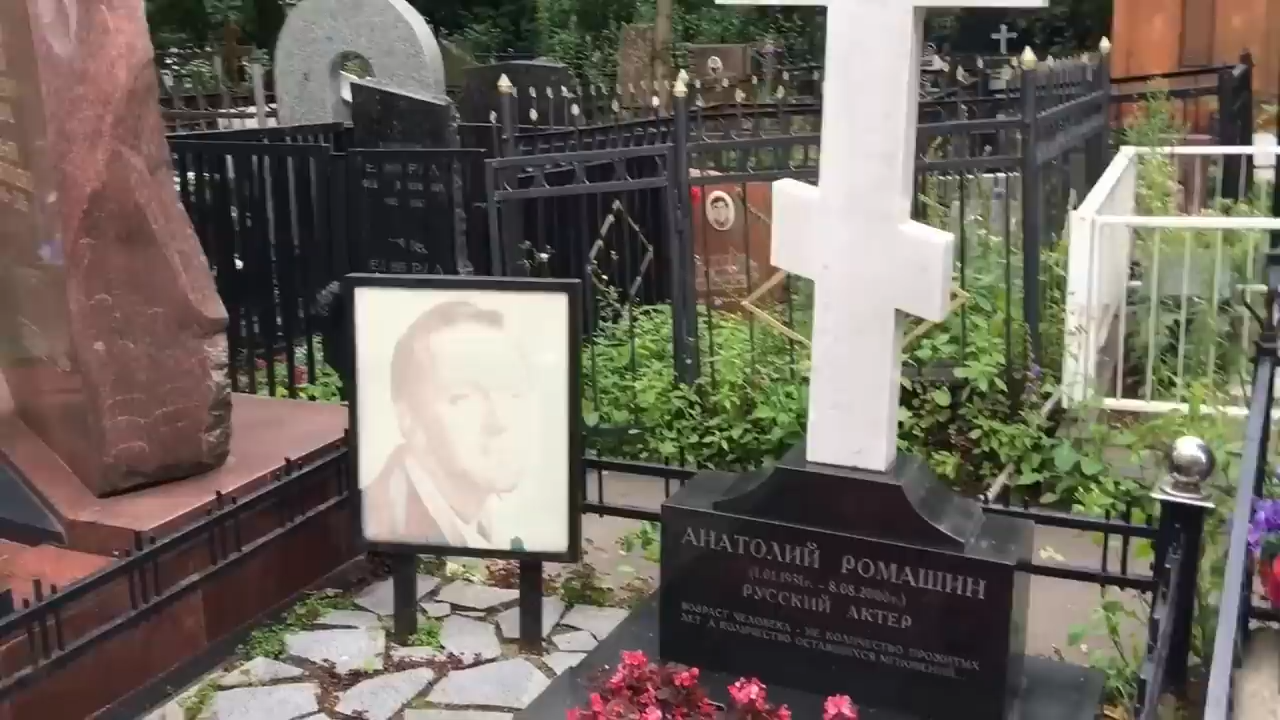 АНАТОЛИЙ РОМАШИН
(1.01.1931г. - 8.08.2000г.)
РУССКИЙ АКТЕР
ВОЗРАСТ ЧЕЛОВЕКА - НЕ КОЛИЧЕСТВО ПРОЖИТЫХ
ЛЕТ А КОЛИЧЕСТВО ОСТАВШИХСЯ МГНОВЕНИЙ...